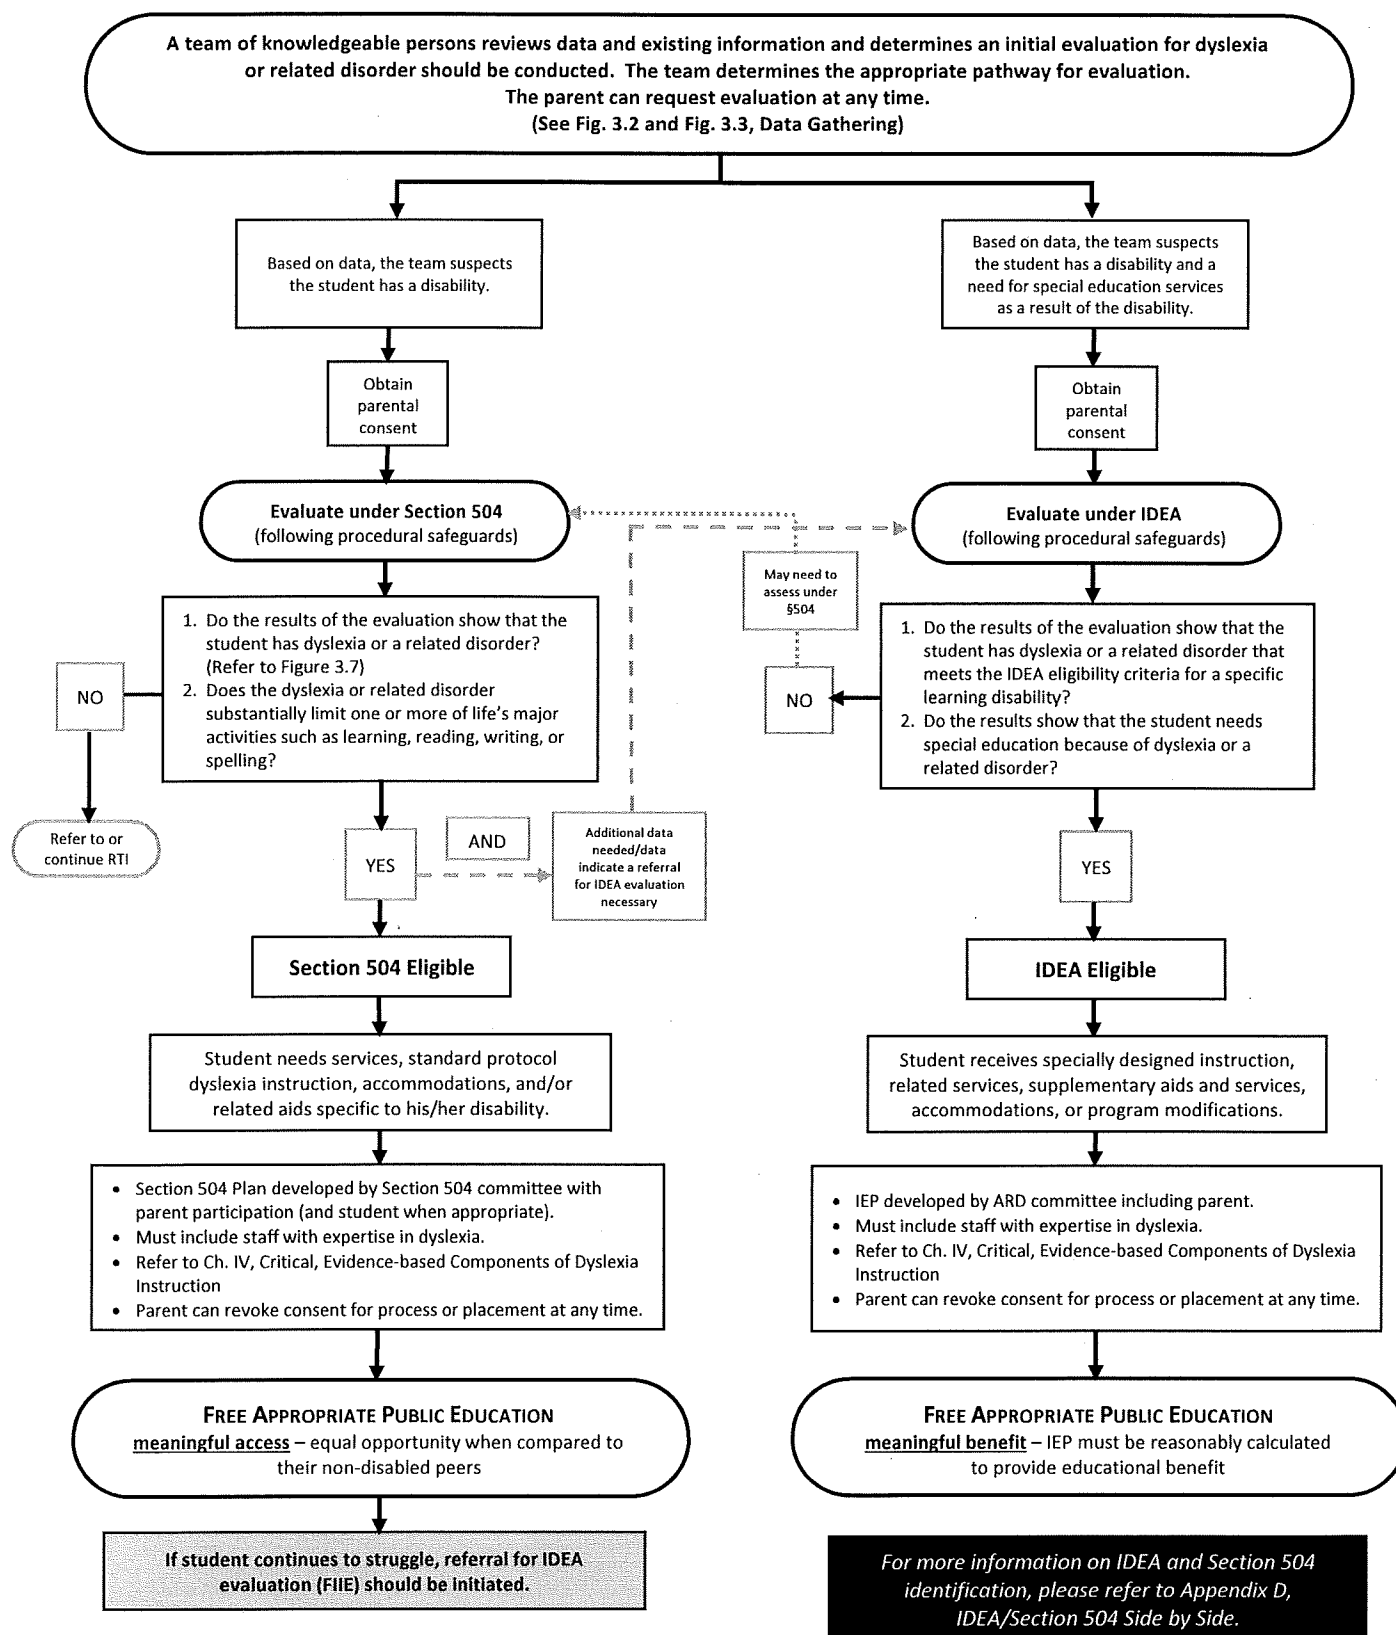 A team of knowledgeable persons reviews data and existing information and determines an initial evaluation for dyslexia
or related disorder should be conducted. The team determines the appropriate pathway for evaluation.
The parent can request evaluation at any time.
(See Fig. 3.2 and Fig. 3.3, Data Gathering)
Based on data, the team suspects
the student has a disability.
Obtain
parental
consent
Evaluate under Section 504
(following procedural safeguards)
1. Do the results of the evaluation show that the
student has dyslexia or a related disorder?
(Refer to Figure 3.7)
2. Does the dyslexia or related disorder
substantially limit one or more of life's major
activities such as learning, reading, writing, or
spelling?
NO
Refer to or
continue RTI
YES
AND
Additional data
needed/data
indicate a referral
for IDEA evaluation
necessary
Section 504 Eligible
Student needs services, standard protocol
dyslexia instruction, accommodations, and/or
related aids specific to his/her disability.
• Section 504 Plan developed by Section 504 committee with
parent participation (and student when appropriate).
• Must include staff with expertise in dyslexia.
• Refer to Ch. IV, Critical, Evidence-based Components of Dyslexia
Instruction
• Parent can revoke consent for process or placement at any time.
FREE APPROPRIATE PUBLIC EDUCATION
meaningful access – equal opportunity when compared to
their non-disabled peers
If student continues to struggle, referral for IDEA
evaluation (FIIE) should be initiated.
Based on data, the team suspects
the student has a disability and a
need for special education services
as a result of the disability.
Obtain
parental
consent
Evaluate under IDEA
(following procedural safeguards)
May need to
assess under
§504
NO
1. Do the results of the evaluation show that the
student has dyslexia or a related disorder that
meets the IDEA eligibility criteria for a specific
learning disability?
2. Do the results show that the student needs
special education because of dyslexia or a
related disorder?
YES
IDEA Eligible
Student receives specially designed instruction,
related services, supplementary aids and services,
accommodations, or program modifications.
• IEP developed by ARD committee including parent.
• Must include staff with expertise in dyslexia.
• Refer to Ch. IV, Critical, Evidence-based Components of Dyslexia
Instruction
• Parent can revoke consent for process or placement at any time.
FREE APPROPRIATE PUBLIC EDUCATION
meaningful benefit – IEP must be reasonably calculated
to provide educational benefit
For more information on IDEA and Section 504
identification, please refer to Appendix D,
IDEA/Section 504 Side by Side.